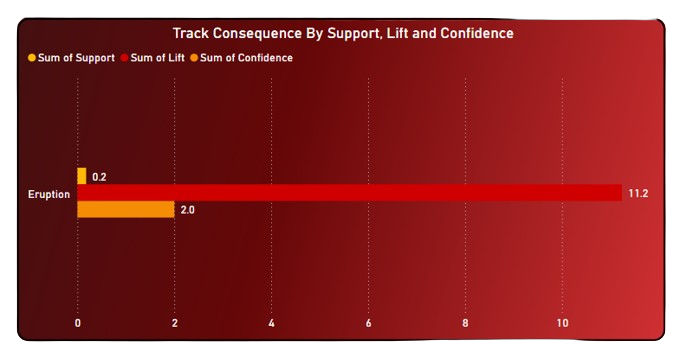 Track Consequence By Support, Lift and Confidence
Sum of Support Sum of Lift Sum of Confidence
0.2
Eruption 11.2
2.0
0 2 4 6 8 10